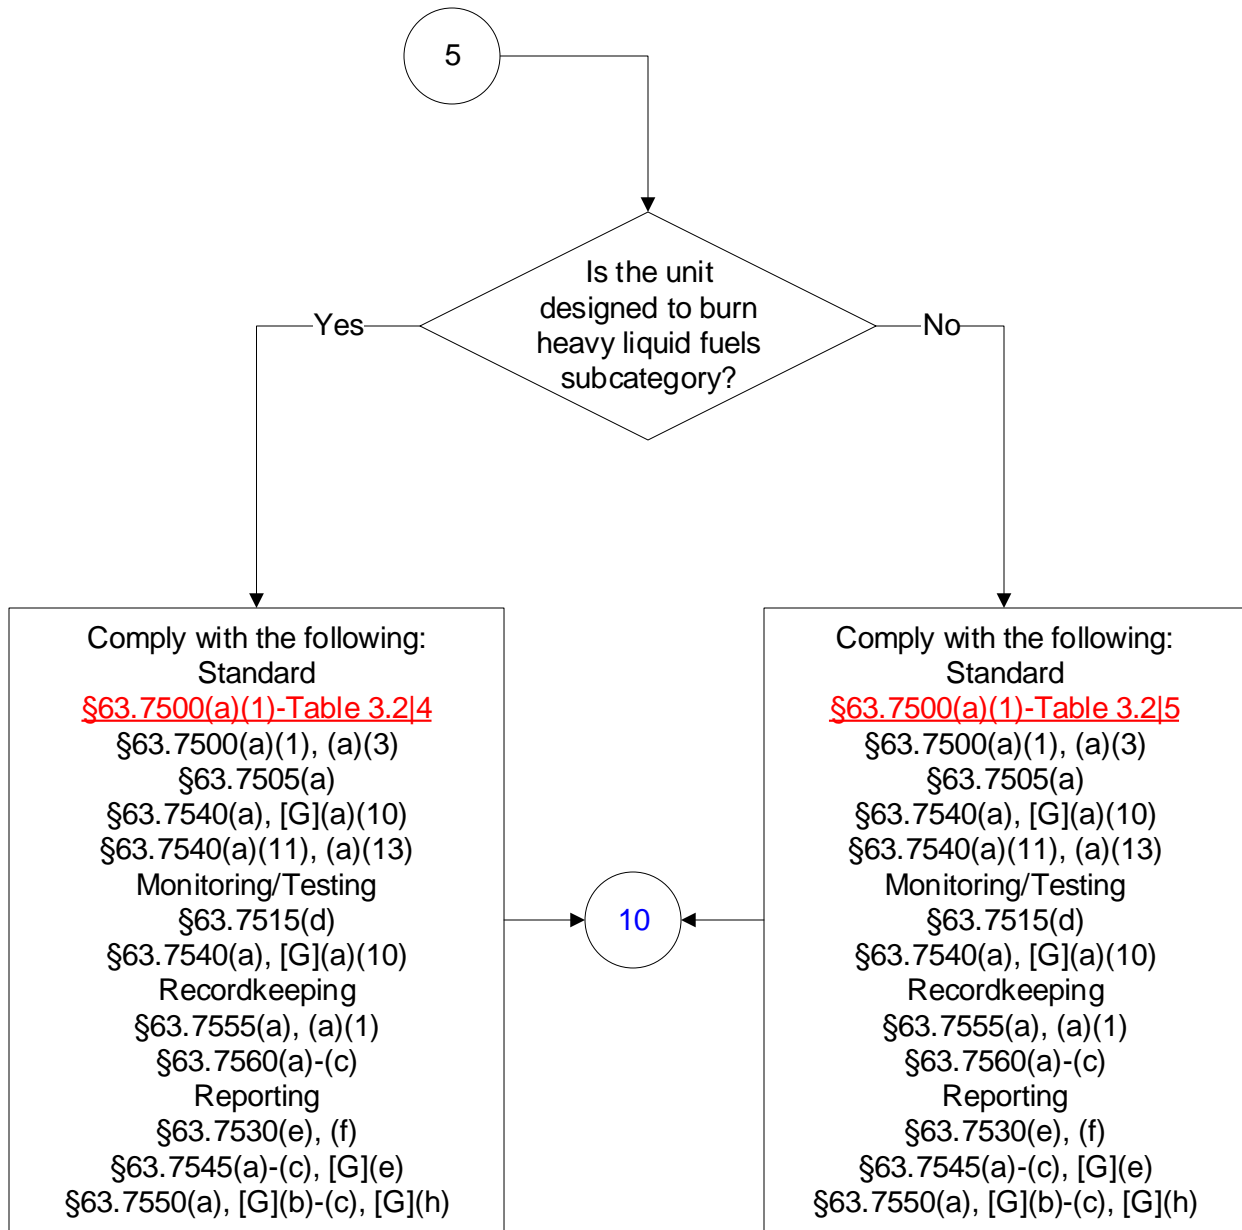 5
Is the unit
designed to burn
heavy liquid fuels
subcategory?
Yes
No
Comply with the following:
Standard
§63.7500(a)(1)-Table 3.2|4
§63.7500(a)(1), (a)(3)
§63.7505(a)
§63.7540(a), [G](a)(10)
§63.7540(a)(11), (a)(13)
Monitoring/Testing
§63.7515(d)
§63.7540(a), [G](a)(10)
Recordkeeping
§63.7555(a), (a)(1)
§63.7560(a)-(c)
Reporting
§63.7530(e), (f)
§63.7545(a)-(c), [G](e)
§63.7550(a), [G](b)-(c), [G](h)
10
Comply with the following:
Standard
§63.7500(a)(1)-Table 3.2|5
§63.7500(a)(1), (a)(3)
§63.7505(a)
§63.7540(a), [G](a)(10)
§63.7540(a)(11), (a)(13)
Monitoring/Testing
§63.7515(d)
§63.7540(a), [G](a)(10)
Recordkeeping
§63.7555(a), (a)(1)
§63.7560(a)-(c)
Reporting
§63.7530(e), (f)
§63.7545(a)-(c), [G](e)
§63.7550(a), [G](b)-(c), [G](h)